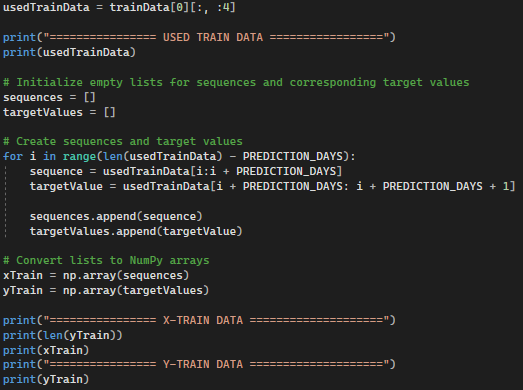 usedTrainData = trainData[0][:, :4]
print("================ USED TRAIN DATA =================")
print(usedTrainData)
# Initialize empty lists for sequences and corresponding target values
sequences = []
targetValues = []
# Create sequences and target values
for i in range(len(usedTrainData) - PREDICTION_DAYS):
    sequence = usedTrainData[i:i + PREDICTION_DAYS]
    targetValue = usedTrainData[i + PREDICTION_DAYS: i + PREDICTION_DAYS + 1]
    sequences.append(sequence)
    targetValues.append(targetValue)
# Convert lists to NumPy arrays
xTrain = np.array(sequences)
yTrain = np.array(targetValues)
print("================ X-TRAIN DATA ====================")
print(len(yTrain))
print(xTrain)
print("================ Y-TRAIN DATA ====================")
print(yTrain)